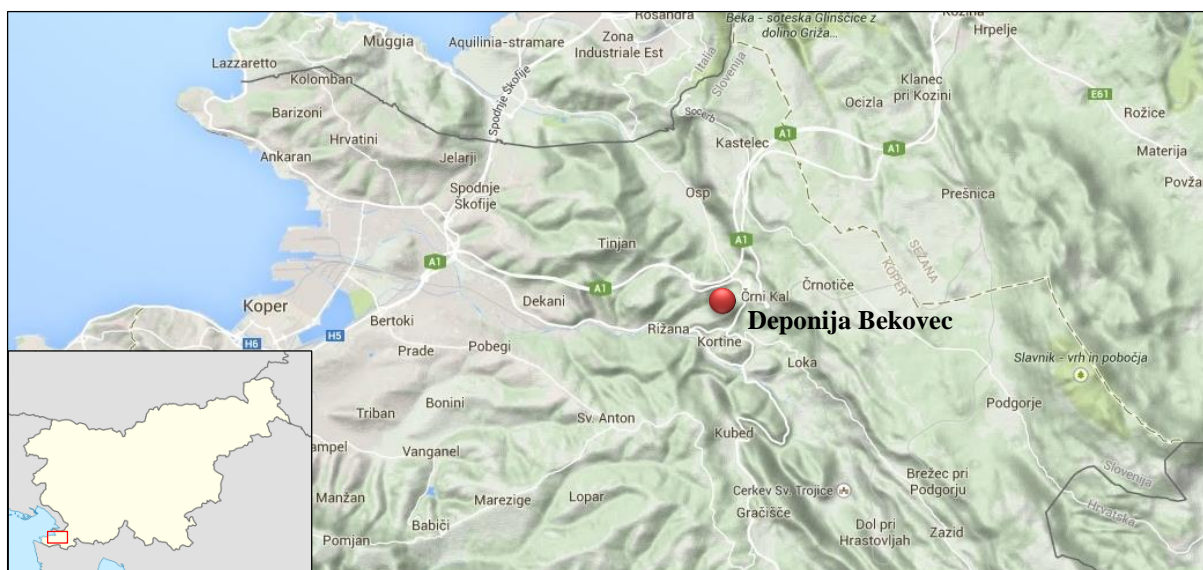 Rosandra
Beka - soteska Glinščice z
dolino Griža...
Kozina
Hrpelje
Muggia
Aquilinia-stramare
Zona
Industriale Est
Lazzaretto
Kolomban
Italia
Slovenija
Klanec
pri Kozini
E61
Spodnje Škofije
Barizoni
Ocizla
Rožice
Socerb
Hrvatini
A1
Kastelec
A1
Materija
Ankaran
Jelarji
Spodnje
Škofije
Osp
Prešnica
Tinjan
A1
SEŽANA
KOPER
A1
A1
Črnotiče
Koper
Dekani
Črni Kal
Deponija Bekovec
Bertoki
H5
H6
Rižana
Kortine
Prade
Pobegi
Loka
Slavnik - vrh in pobočja
Podgorje
Triban
Bonini
Sv. Anton
Kubed
Vanganel
Brežec pri
Podgorju
Slovenija
Hrvatska
Manžan
Marezige
Lopar
Cerkev Sv. Trojice
Gračišče
Babiči
Dol pri
Hrastovljah
Zazid
Pomjan